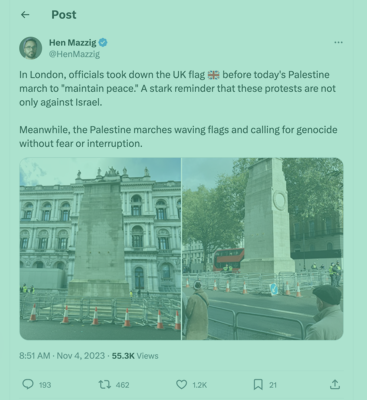 Post
Hen Mazzig
@HenMazzig
In London, officials took down the UK flag 🇬🇧 before today's Palestine
march to "maintain peace." A stark reminder that these protests are not
only against Israel.
Meanwhile, the Palestine marches waving flags and calling for genocide
without fear or interruption.
8:51 AM · Nov 4, 2023 · 55.3K Views
193 462 1.2K 21